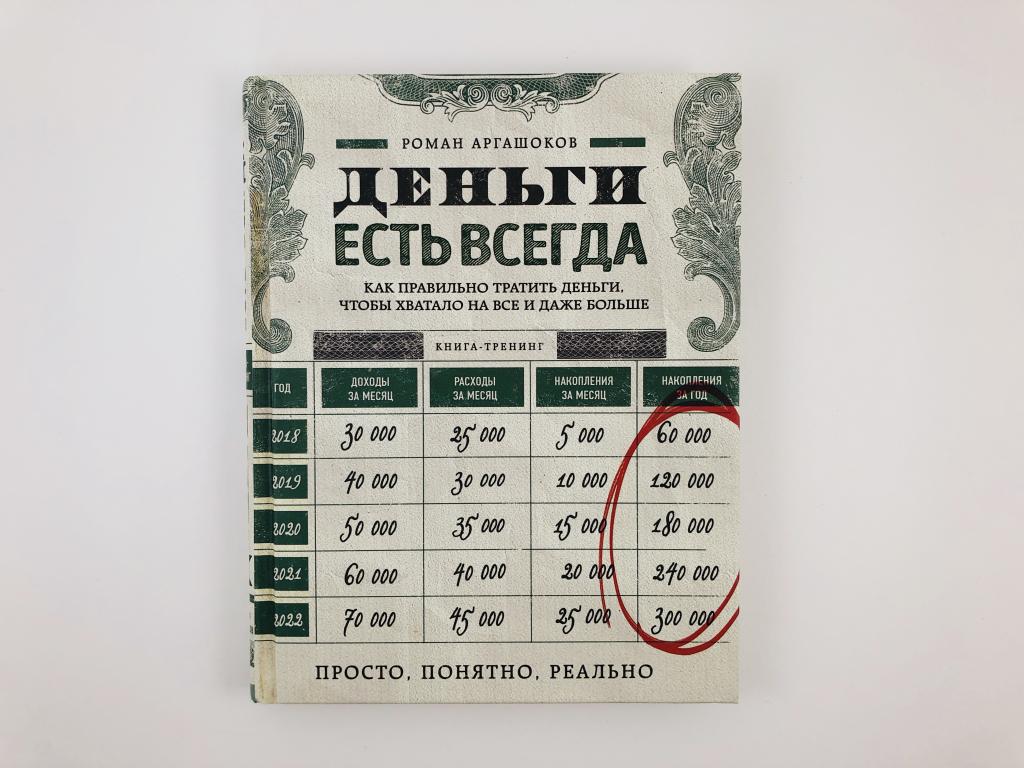 РОМАН АРГАШОКОВ
ДЕНЬГИ
ЕСТЬ ВСЕГДА
КАК ПРАВИЛЬНО ТРАТИТЬ ДЕНЬГИ,
ЧТОБЫ ХВАТАЛО НА ВСЕ И ДАЖЕ БОЛЬШЕ
КНИГА-ТРЕНИНГ
ГОД ДОХОДЫ ЗА МЕСЯЦ РАСХОДЫ ЗА МЕСЯЦ НАКОПЛЕНИЯ ЗА МЕСЯЦ НАКОПЛЕНИЯ ЗА ГОД
2018 30 000 25 000 5 000 60 000
2019 40 000 30 000 10 000 120 000
2020 50 000 35 000 15 000 180 000
2021 60 000 40 000 20 000 240 000
2022 70 000 45 000 25 000 300 000
ПРОСТО, ПОНЯТНО, РЕАЛЬНО